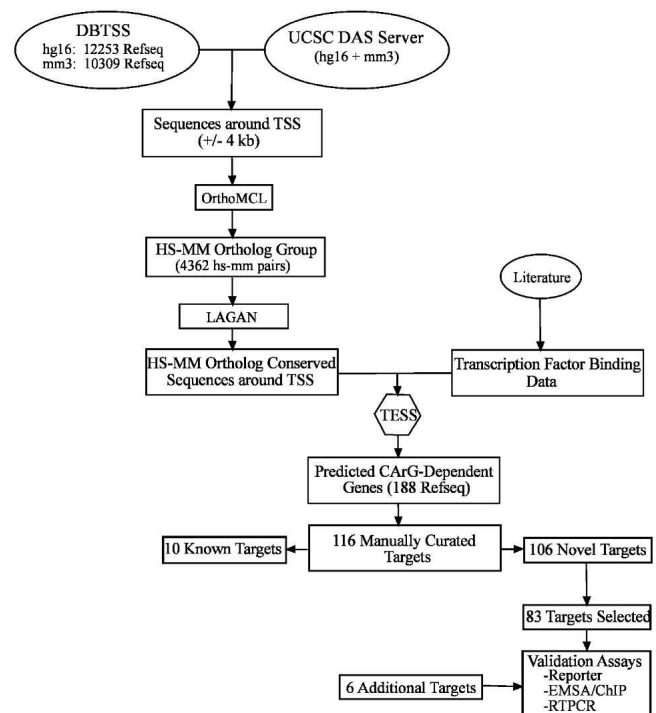 DBTSS
hg16: 12253 Refseq
mm3: 10309 Refseq
UCSC DAS Server
(hg16 + mm3)
Sequences around TSS
(+/- 4 kb)
OrthoMCL
HS-MM Ortholog Group
(4362 hs-mm pairs)
Literature
LAGAN
HS-MM Ortholog Conserved
Sequences around TSS
Transcription Factor Binding
Data
TESS
Predicted CArG-Dependent
Genes (188 Refseq)
10 Known Targets
116 Manually Curated
Targets
106 Novel Targets
83 Targets Selected
6 Additional Targets
Validation Assays
-Reporter
-EMSA/ChIP
-RTPCR